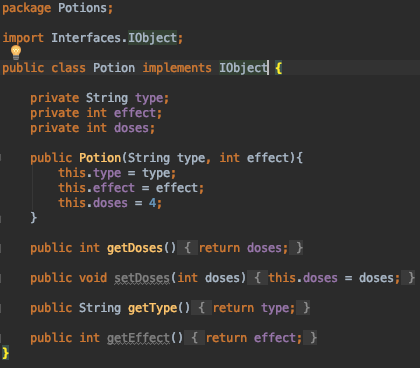 package Potions;
import Interfaces.IObject;
public class Potion implements IObject {
private String type;
private int effect;
private int doses;
public Potion(String type, int effect){
this.type = type;
this.effect = effect;
this.doses = 4;
}
public int getDoses() { return doses; }
public void setDoses(int doses) { this.doses = doses; }
public String getType() { return type; }
public int getEffect() { return effect; }
}